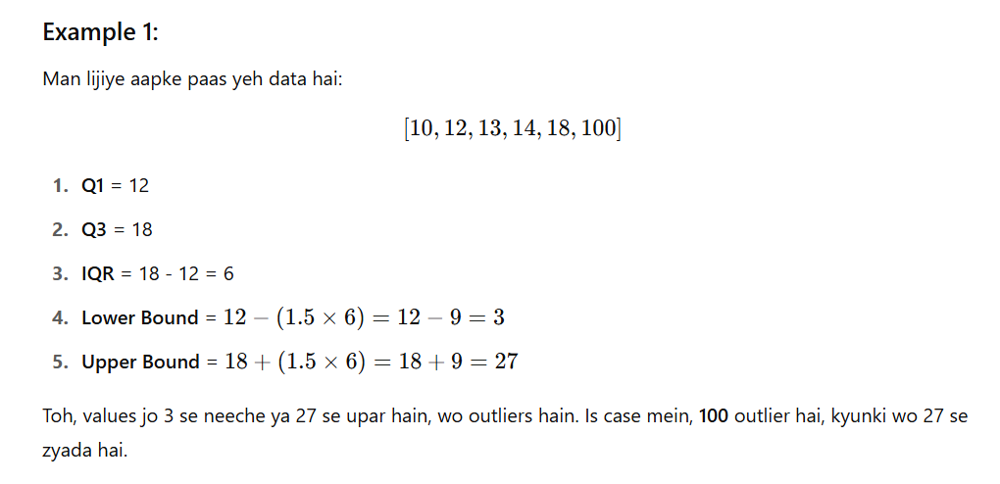 Example 1:
Man lijiye aapke paas yeh data hai:
[10, 12, 13, 14, 18, 100]
1. Q1 = 12
2. Q3 = 18
3. IQR = 18 - 12 = 6
4. Lower Bound = 12 − (1.5 × 6) = 12 − 9 = 3
5. Upper Bound = 18 + (1.5 × 6) = 18 + 9 = 27
Toh, values jo 3 se neeche ya 27 se upar hain, wo outliers hain. Is case mein, 100 outlier hai, kyunki wo 27 se
zyada hai.